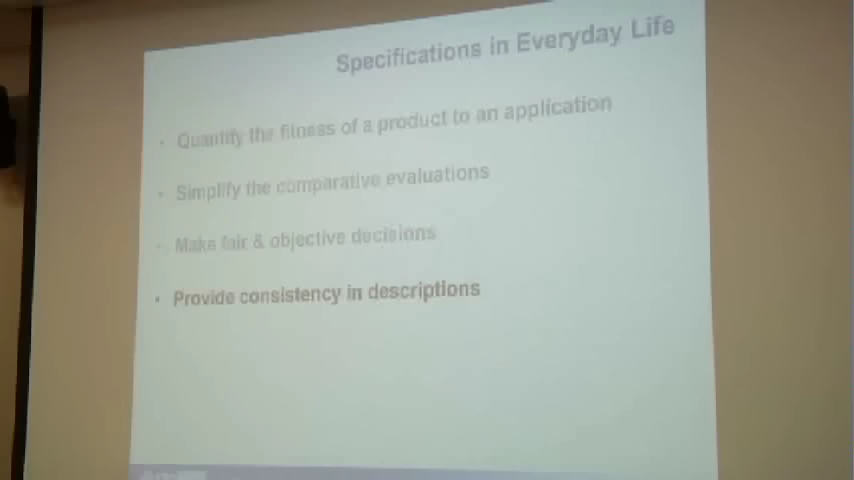 Specifications in Everyday Life
• Quantify the fitness of a product to an application
• Simplify the comparative evaluations
• Make fair & objective decisions
• Provide consistency in descriptions